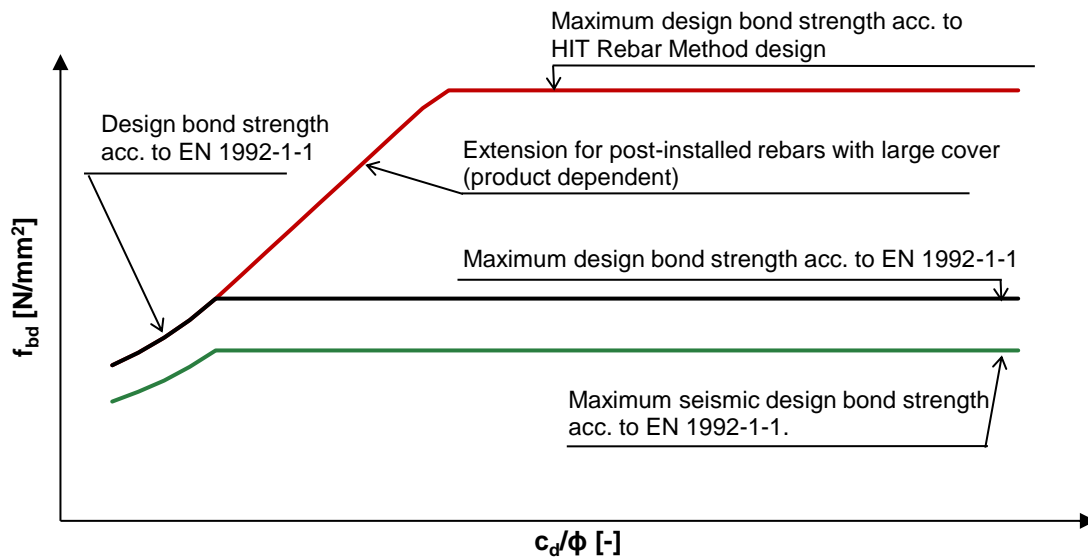 Maximum design bond strength acc. to
HIT Rebar Method design
Design bond strength
acc. to EN 1992-1-1
Extension for post-installed rebars with large cover
(product dependent)
Maximum design bond strength acc. to EN 1992-1-1
Maximum seismic design bond strength
acc. to EN 1992-1-1.
f_bd [N/mm²]
c_d/ϕ [-]